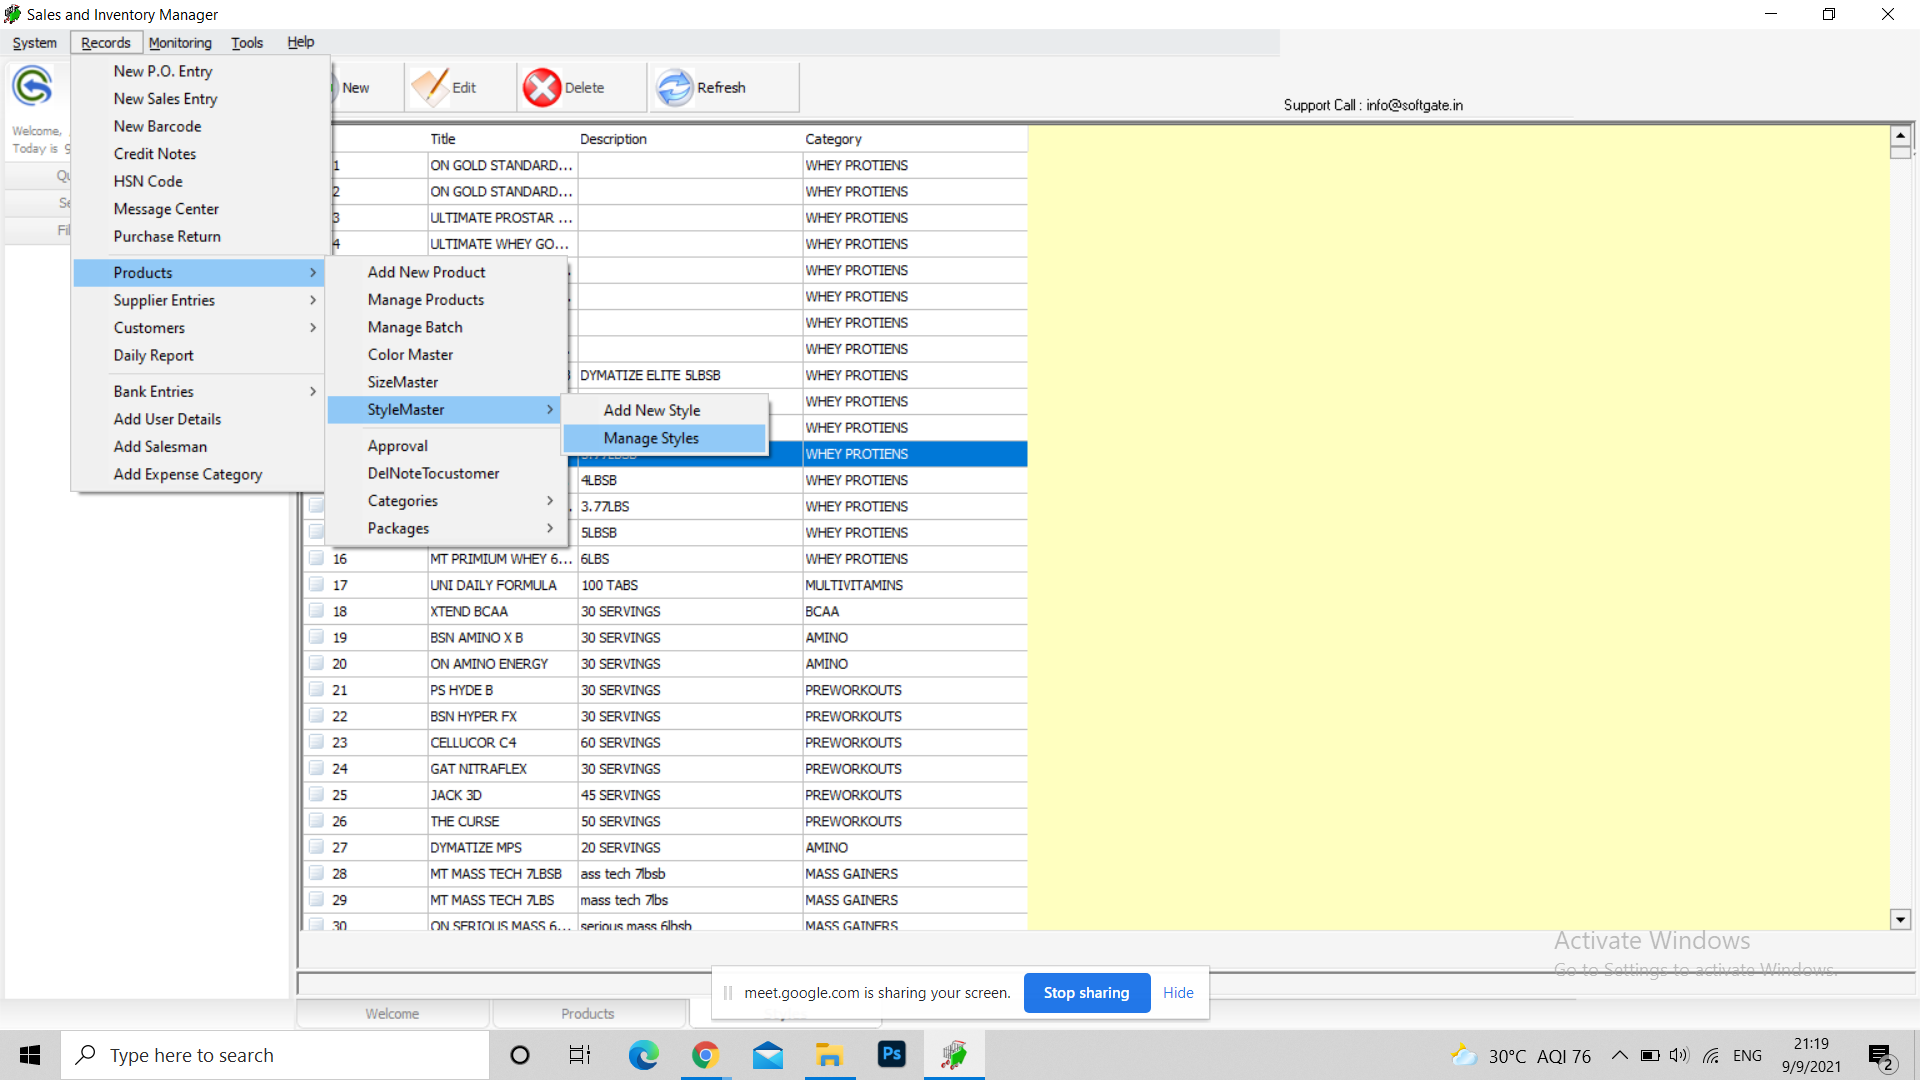 Sales and Inventory Manager
System Records Monitoring Tools Help
New P.O. Entry
New Sales Entry
New Barcode
Credit Notes
HSN Code
Message Center
Purchase Return
Products
Supplier Entries
Customers
Daily Report
Bank Entries
Add User Details
Add Salesman
Add Expense Category
Welcome,
Today is
Add New Product
Manage Products
Manage Batch
Color Master
SizeMaster
StyleMaster
Approval
DelNoteTocustomer
Categories
Packages
Add New Style
Manage Styles
New Edit Delete Refresh
Support Call : info@softgate.in
Title Description Category
1 ON GOLD STANDARD... WHEY PROTIENS
2 ON GOLD STANDARD... WHEY PROTIENS
3 ULTIMATE PROSTAR ... WHEY PROTIENS
4 ULTIMATE WHEY GO... WHEY PROTIENS
WHEY PROTIENS
WHEY PROTIENS
WHEY PROTIENS
WHEY PROTIENS
DYMATIZE ELITE 5LBSB WHEY PROTIENS
WHEY PROTIENS
WHEY PROTIENS
WHEY PROTIENS
4LBSB WHEY PROTIENS
3.77LBS WHEY PROTIENS
5LBSB WHEY PROTIENS
16 MT PRIMIUM WHEY 6... 6LBS WHEY PROTIENS
17 UNI DAILY FORMULA 100 TABS MULTIVITAMINS
18 XTEND BCAA 30 SERVINGS BCAA
19 BSN AMINO X B 30 SERVINGS AMINO
20 ON AMINO ENERGY 30 SERVINGS AMINO
21 PS HYDE B 30 SERVINGS PREWORKOUTS
22 BSN HYPER FX 30 SERVINGS PREWORKOUTS
23 CELLUCOR C4 60 SERVINGS PREWORKOUTS
24 GAT NITRAFLEX 30 SERVINGS PREWORKOUTS
25 JACK 3D 45 SERVINGS PREWORKOUTS
26 THE CURSE 50 SERVINGS PREWORKOUTS
27 DYMATIZE MPS 20 SERVINGS AMINO
28 MT MASS TECH 7LBSB ass tech 7lbsb MASS GAINERS
29 MT MASS TECH 7LBS mass tech 7lbs MASS GAINERS
30 ON SERIOUS MASS 6... serious mass 6lbsb MASS GAINERS
Activate Windows
Go to Settings to activate Windows.
meet.google.com is sharing your screen. Stop sharing Hide
Welcome Products
Type here to search
Ps
30°C AQI 76 ENG
21:19
9/9/2021
2